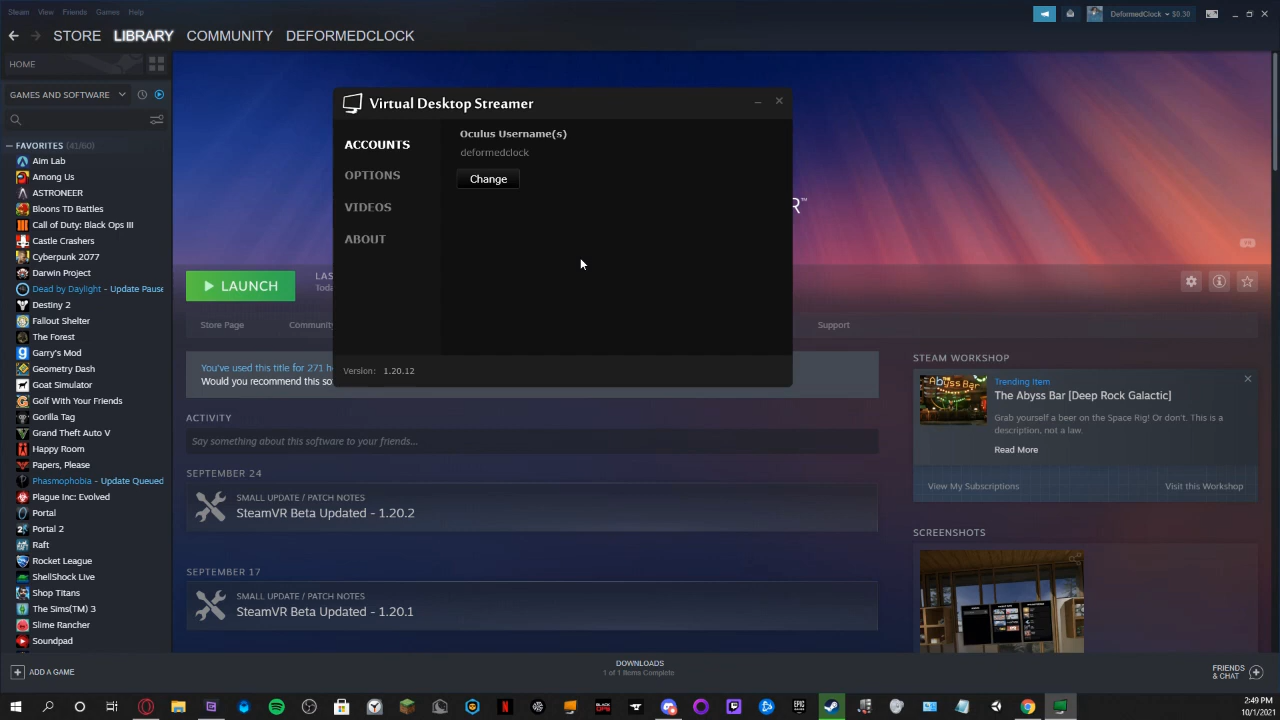 Steam View Friends Games Help
DeformedClock $0.38
STORE LIBRARY COMMUNITY DEFORMEDCLOCK
HOME
GAMES AND SOFTWARE
FAVORITES (41/60)
Aim Lab
Among Us
ASTRONEER
Bloons TD Battles
Call of Duty: Black Ops III
Castle Crashers
Cyberpunk 2077
Darwin Project
Dead by Daylight - Update Pause
Destiny 2
Fallout Shelter
The Forest
Garry's Mod
Geometry Dash
Goat Simulator
Golf With Your Friends
Gorilla Tag
Grand Theft Auto V
Happy Room
Papers, Please
Phasmophobia - Update Queued
Plague Inc: Evolved
Portal
Portal 2
Raft
Rocket League
ShellShock Live
Shop Titans
The Sims(TM) 3
Slime Rancher
Soundpad
ADD A GAME
Virtual Desktop Streamer
ACCOUNTS
OPTIONS
VIDEOS
ABOUT
Oculus Username(s)
deformedclock
Change
Version: 1.20.12
R™
LAUNCH
LAS
Toda
Store Page Community Support
You've used this title for 271 h
Would you recommend this so
ACTIVITY
Say something about this software to your friends...
SEPTEMBER 24
SMALL UPDATE / PATCH NOTES
SteamVR Beta Updated - 1.20.2
SEPTEMBER 17
SMALL UPDATE / PATCH NOTES
SteamVR Beta Updated - 1.20.1
STEAM WORKSHOP
Abyss Bar
Trending Item
The Abyss Bar [Deep Rock Galactic]
Grab yourself a beer on the Space Rig! Or don't. This is a
description, not a law.
Read More
View My Subscriptions Visit this Workshop
SCREENSHOTS
DOWNLOADS
1 of 1 Items Complete
FRIENDS
& CHAT
2:49 PM
10/1/2021